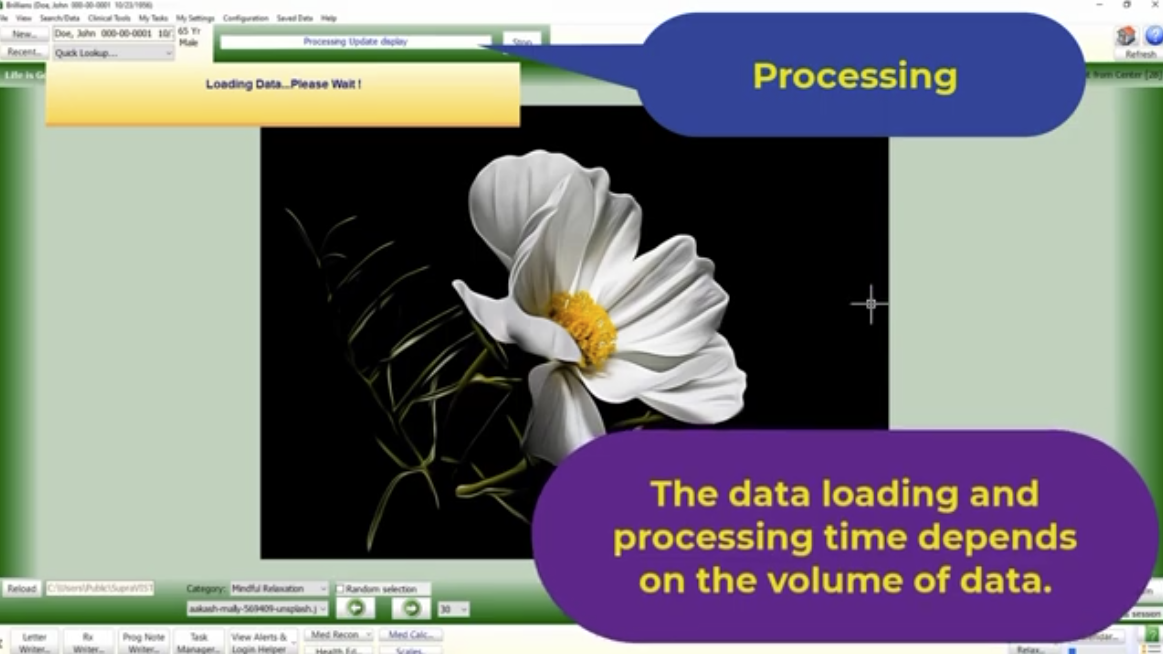 Brillians (Doe, John 000-00-0001 10/23/1956)
File View Search/Data Clinical Tools My Tasks My Settings Configuration Saved Data Help
New... Doe, John 000-00-0001 10/ 65 Yr
Male
Processing Update display Stop
Recent... Quick Lookup....
Refresh
Loading Data...Please Wait !
Processing
Life is G
from Center [28]
The data loading and
processing time depends
on the volume of data.
Reload C:\Users\Public\SupraVIST Category: Mindful Relaxation Random selection
aakash-mally-569409-unsplash.j 30
session
Letter
Writer...
Rx
Writer...
Prog Note
Writer...
Task
Manager...
View Alerts &
Login Helper
Med Recon Med Calc...
Health Ed... Scales...
Relax...